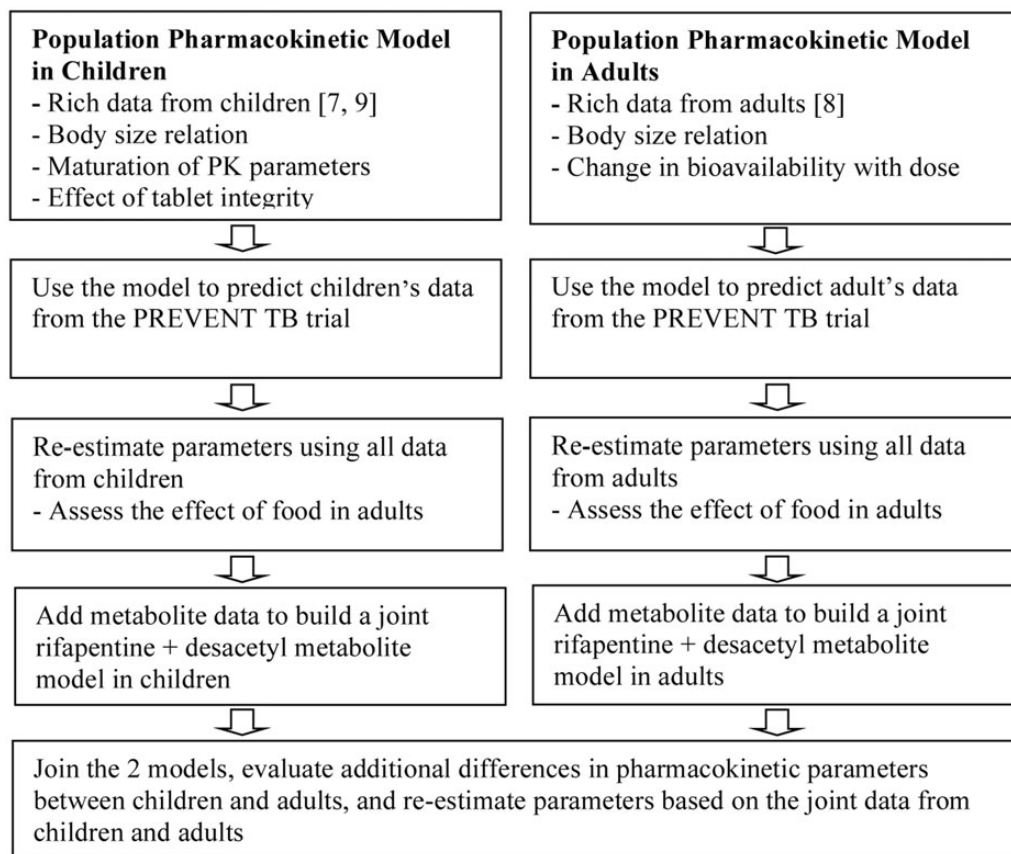 Population Pharmacokinetic Model
in Children
- Rich data from children [7, 9]
- Body size relation
- Maturation of PK parameters
- Effect of tablet integrity
Population Pharmacokinetic Model
in Adults
- Rich data from adults [8]
- Body size relation
- Change in bioavailability with dose
Use the model to predict children’s data
from the PREVENT TB trial
Use the model to predict adult’s data
from the PREVENT TB trial
Re-estimate parameters using all data
from children
- Assess the effect of food in adults
Re-estimate parameters using all data
from adults
- Assess the effect of food in adults
Add metabolite data to build a joint
rifapentine + desacetyl metabolite
model in children
Add metabolite data to build a joint
rifapentine + desacetyl metabolite
model in adults
Join the 2 models, evaluate additional differences in pharmacokinetic parameters
between children and adults, and re-estimate parameters based on the joint data from
children and adults